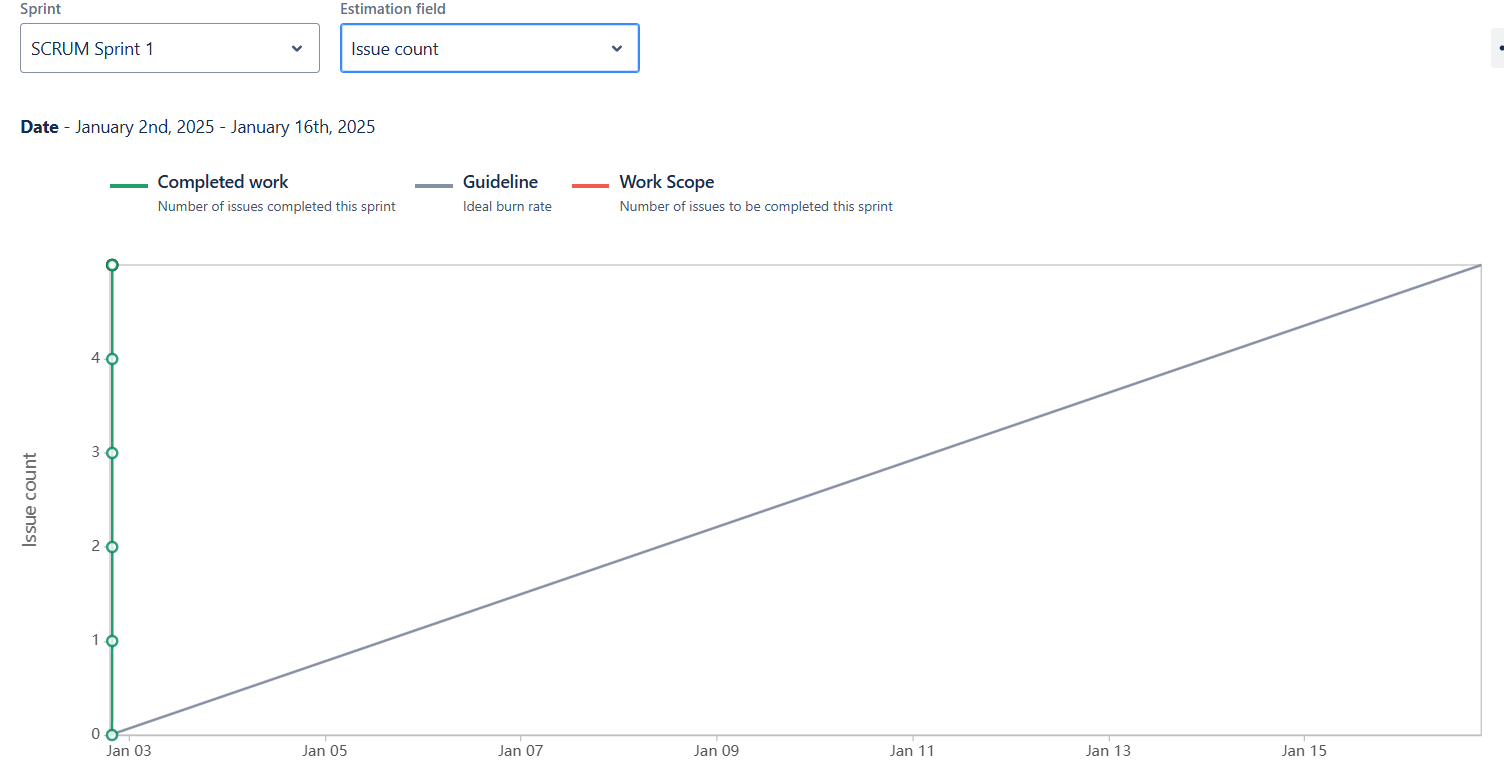 Sprint Estimation field
SCRUM Sprint 1 Issue count
Date - January 2nd, 2025 - January 16th, 2025
Completed work Guideline Work Scope
Number of issues completed this sprint Ideal burn rate Number of issues to be completed this sprint
4
3
Issue count
2
1
0
Jan 03 Jan 05 Jan 07 Jan 09 Jan 11 Jan 13 Jan 15